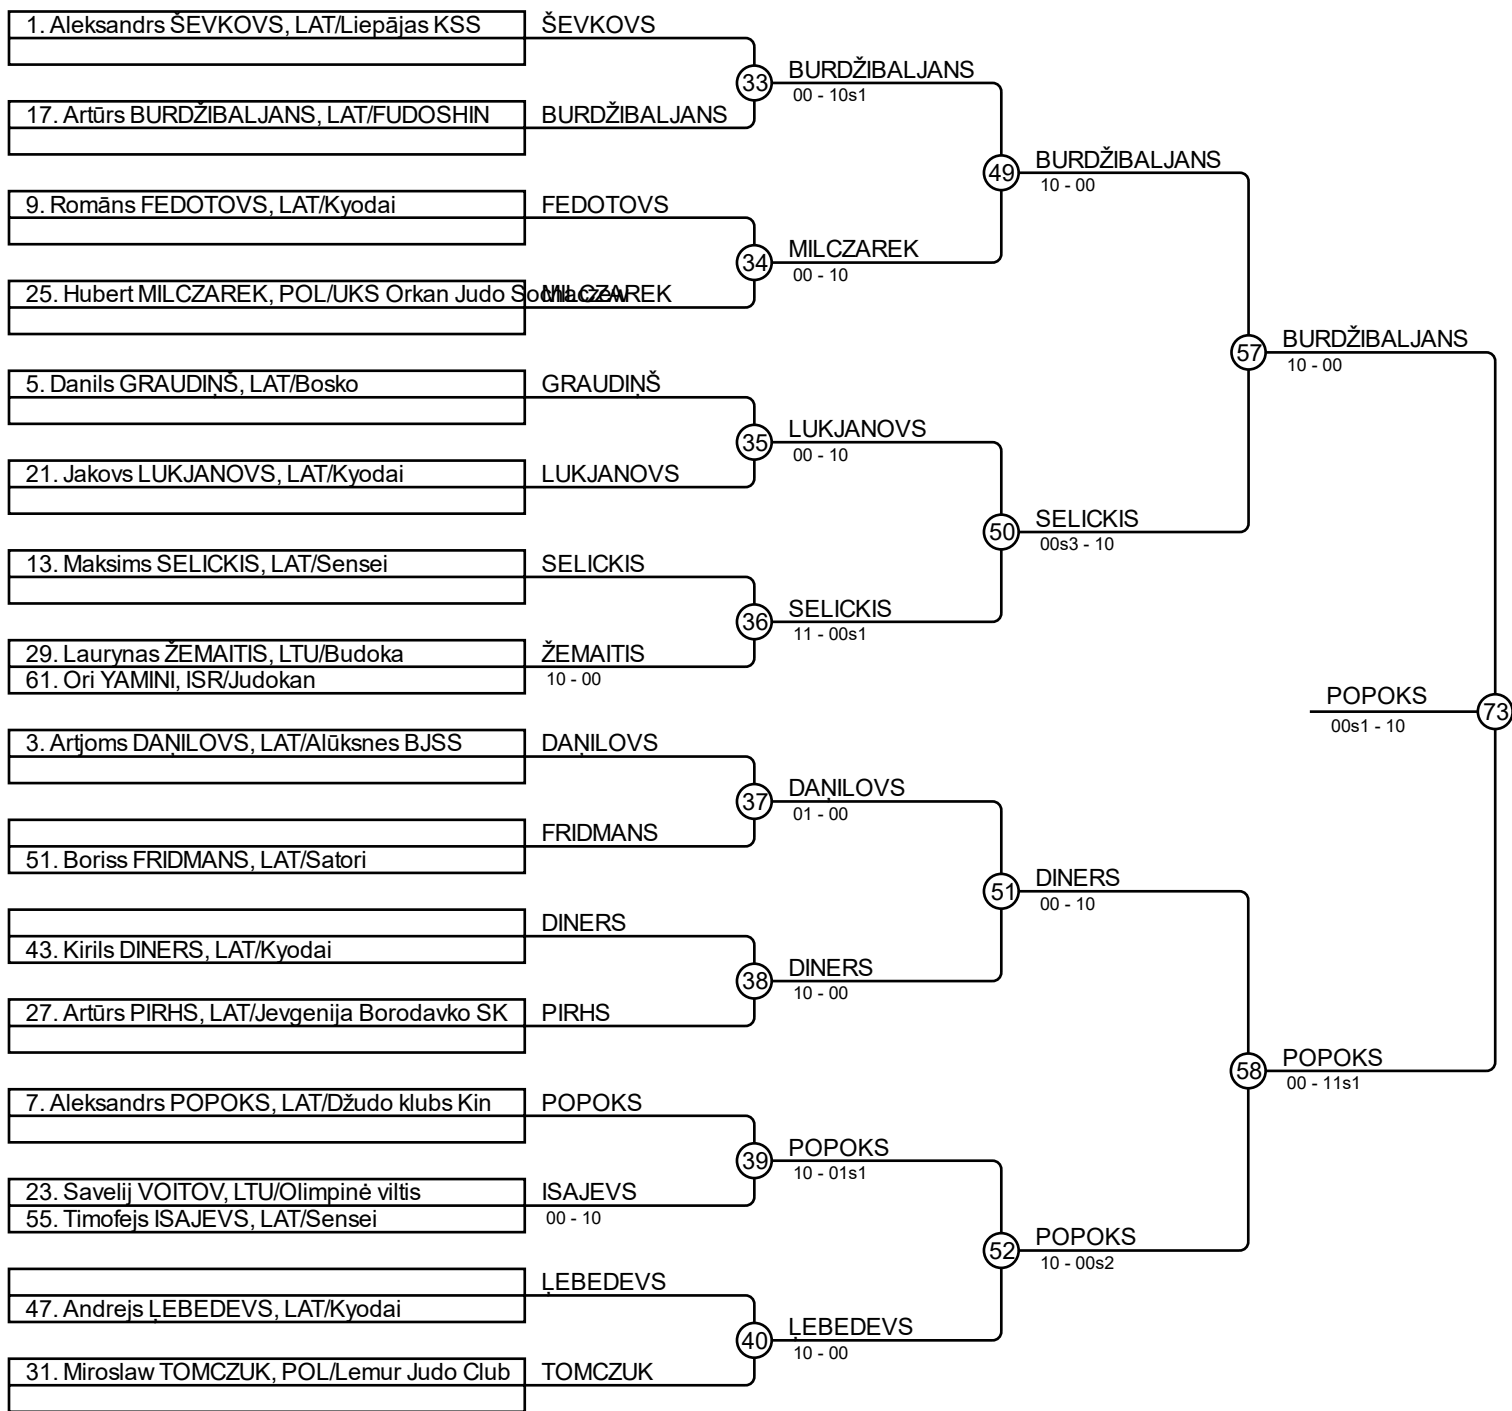 1. Aleksandrs ŠEVKOVS, LAT/Liepājas KSS
ŠEVKOVS
33
BURDŽIBALJANS
00 - 10s1
17. Artūrs BURDŽIBALJANS, LAT/FUDOSHIN
BURDŽIBALJANS
49
BURDŽIBALJANS
10 - 00
9. Romāns FEDOTOVS, LAT/Kyodai
FEDOTOVS
34
MILCZAREK
00 - 10
25. Hubert MILCZAREK, POL/UKS Orkan Judo Sochaczew
MILCZAREK
57
BURDŽIBALJANS
10 - 00
5. Danils GRAUDIŅŠ, LAT/Bosko
GRAUDIŅŠ
35
LUKJANOVS
00 - 10
21. Jakovs LUKJANOVS, LAT/Kyodai
LUKJANOVS
50
SELICKIS
00s3 - 10
13. Maksims SELICKIS, LAT/Sensei
SELICKIS
36
SELICKIS
11 - 00s1
29. Laurynas ŽEMAITIS, LTU/Budoka
ŽEMAITIS
61. Ori YAMINI, ISR/Judokan
10 - 00
POPOKS
73
00s1 - 10
3. Artjoms DAŅILOVS, LAT/Alūksnes BJSS
DAŅILOVS
37
DAŅILOVS
01 - 00
FRIDMANS
51. Boriss FRIDMANS, LAT/Satori
51
DINERS
00 - 10
DINERS
43. Kirils DINERS, LAT/Kyodai
38
DINERS
10 - 00
27. Artūrs PIRHS, LAT/Jevgenija Borodavko SK
PIRHS
58
POPOKS
00 - 11s1
7. Aleksandrs POPOKS, LAT/Džudo klubs Kin
POPOKS
39
POPOKS
10 - 01s1
23. Savelij VOITOV, LTU/Olimpinė viltis
ISAJEVS
55. Timofejs ISAJEVS, LAT/Sensei
00 - 10
52
POPOKS
10 - 00s2
ĻEBEDEVS
47. Andrejs ĻEBEDEVS, LAT/Kyodai
40
ĻEBEDEVS
10 - 00
31. Miroslaw TOMCZUK, POL/Lemur Judo Club
TOMCZUK